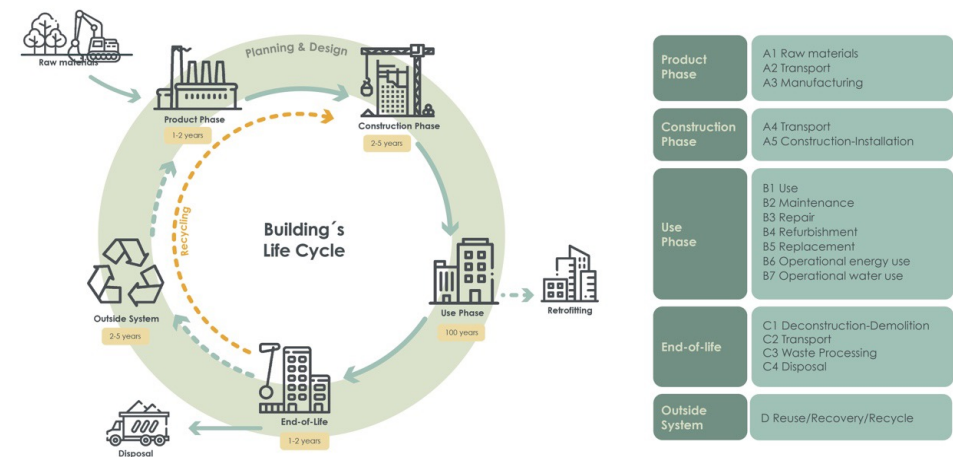 Raw materials
Planning & Design
Product Phase
1-2 years
Construction Phase
2-5 years
Recycling
Building´s
Life Cycle
Use Phase
100 years
Retrofitting
Outside System
2-5 years
End-of-Life
1-2 years
Disposal
Product
Phase
A1 Raw materials
A2 Transport
A3 Manufacturing
Construction
Phase
A4 Transport
A5 Construction-Installation
Use
Phase
B1 Use
B2 Maintenance
B3 Repair
B4 Refurbishment
B5 Replacement
B6 Operational energy use
B7 Operational water use
End-of-life
C1 Deconstruction-Demolition
C2 Transport
C3 Waste Processing
C4 Disposal
Outside
System
D Reuse/Recovery/Recycle